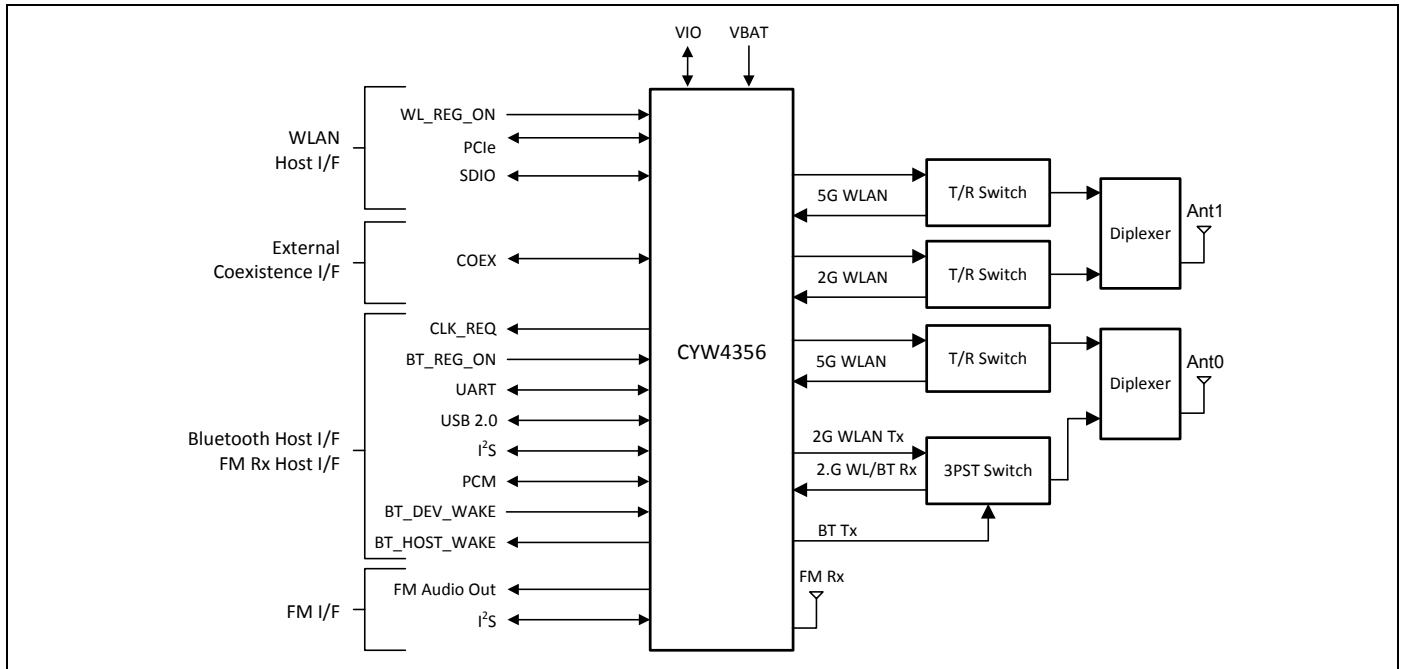 VIO
VBAT
WLAN
Host I/F
WL_REG_ON
PCIe
SDIO
External
Coexistence I/F
COEX
Bluetooth Host I/F
FM Rx Host I/F
CLK_REQ
BT_REG_ON
UART
USB 2.0
I²S
PCM
BT_DEV_WAKE
BT_HOST_WAKE
FM I/F
FM Audio Out
I²S
CYW4356
5G WLAN
T/R Switch
2G WLAN
T/R Switch
Diplexer
Ant1
5G WLAN
T/R Switch
2G WLAN Tx
2.G WL/BT Rx
BT Tx
3PST Switch
Diplexer
Ant0
FM Rx